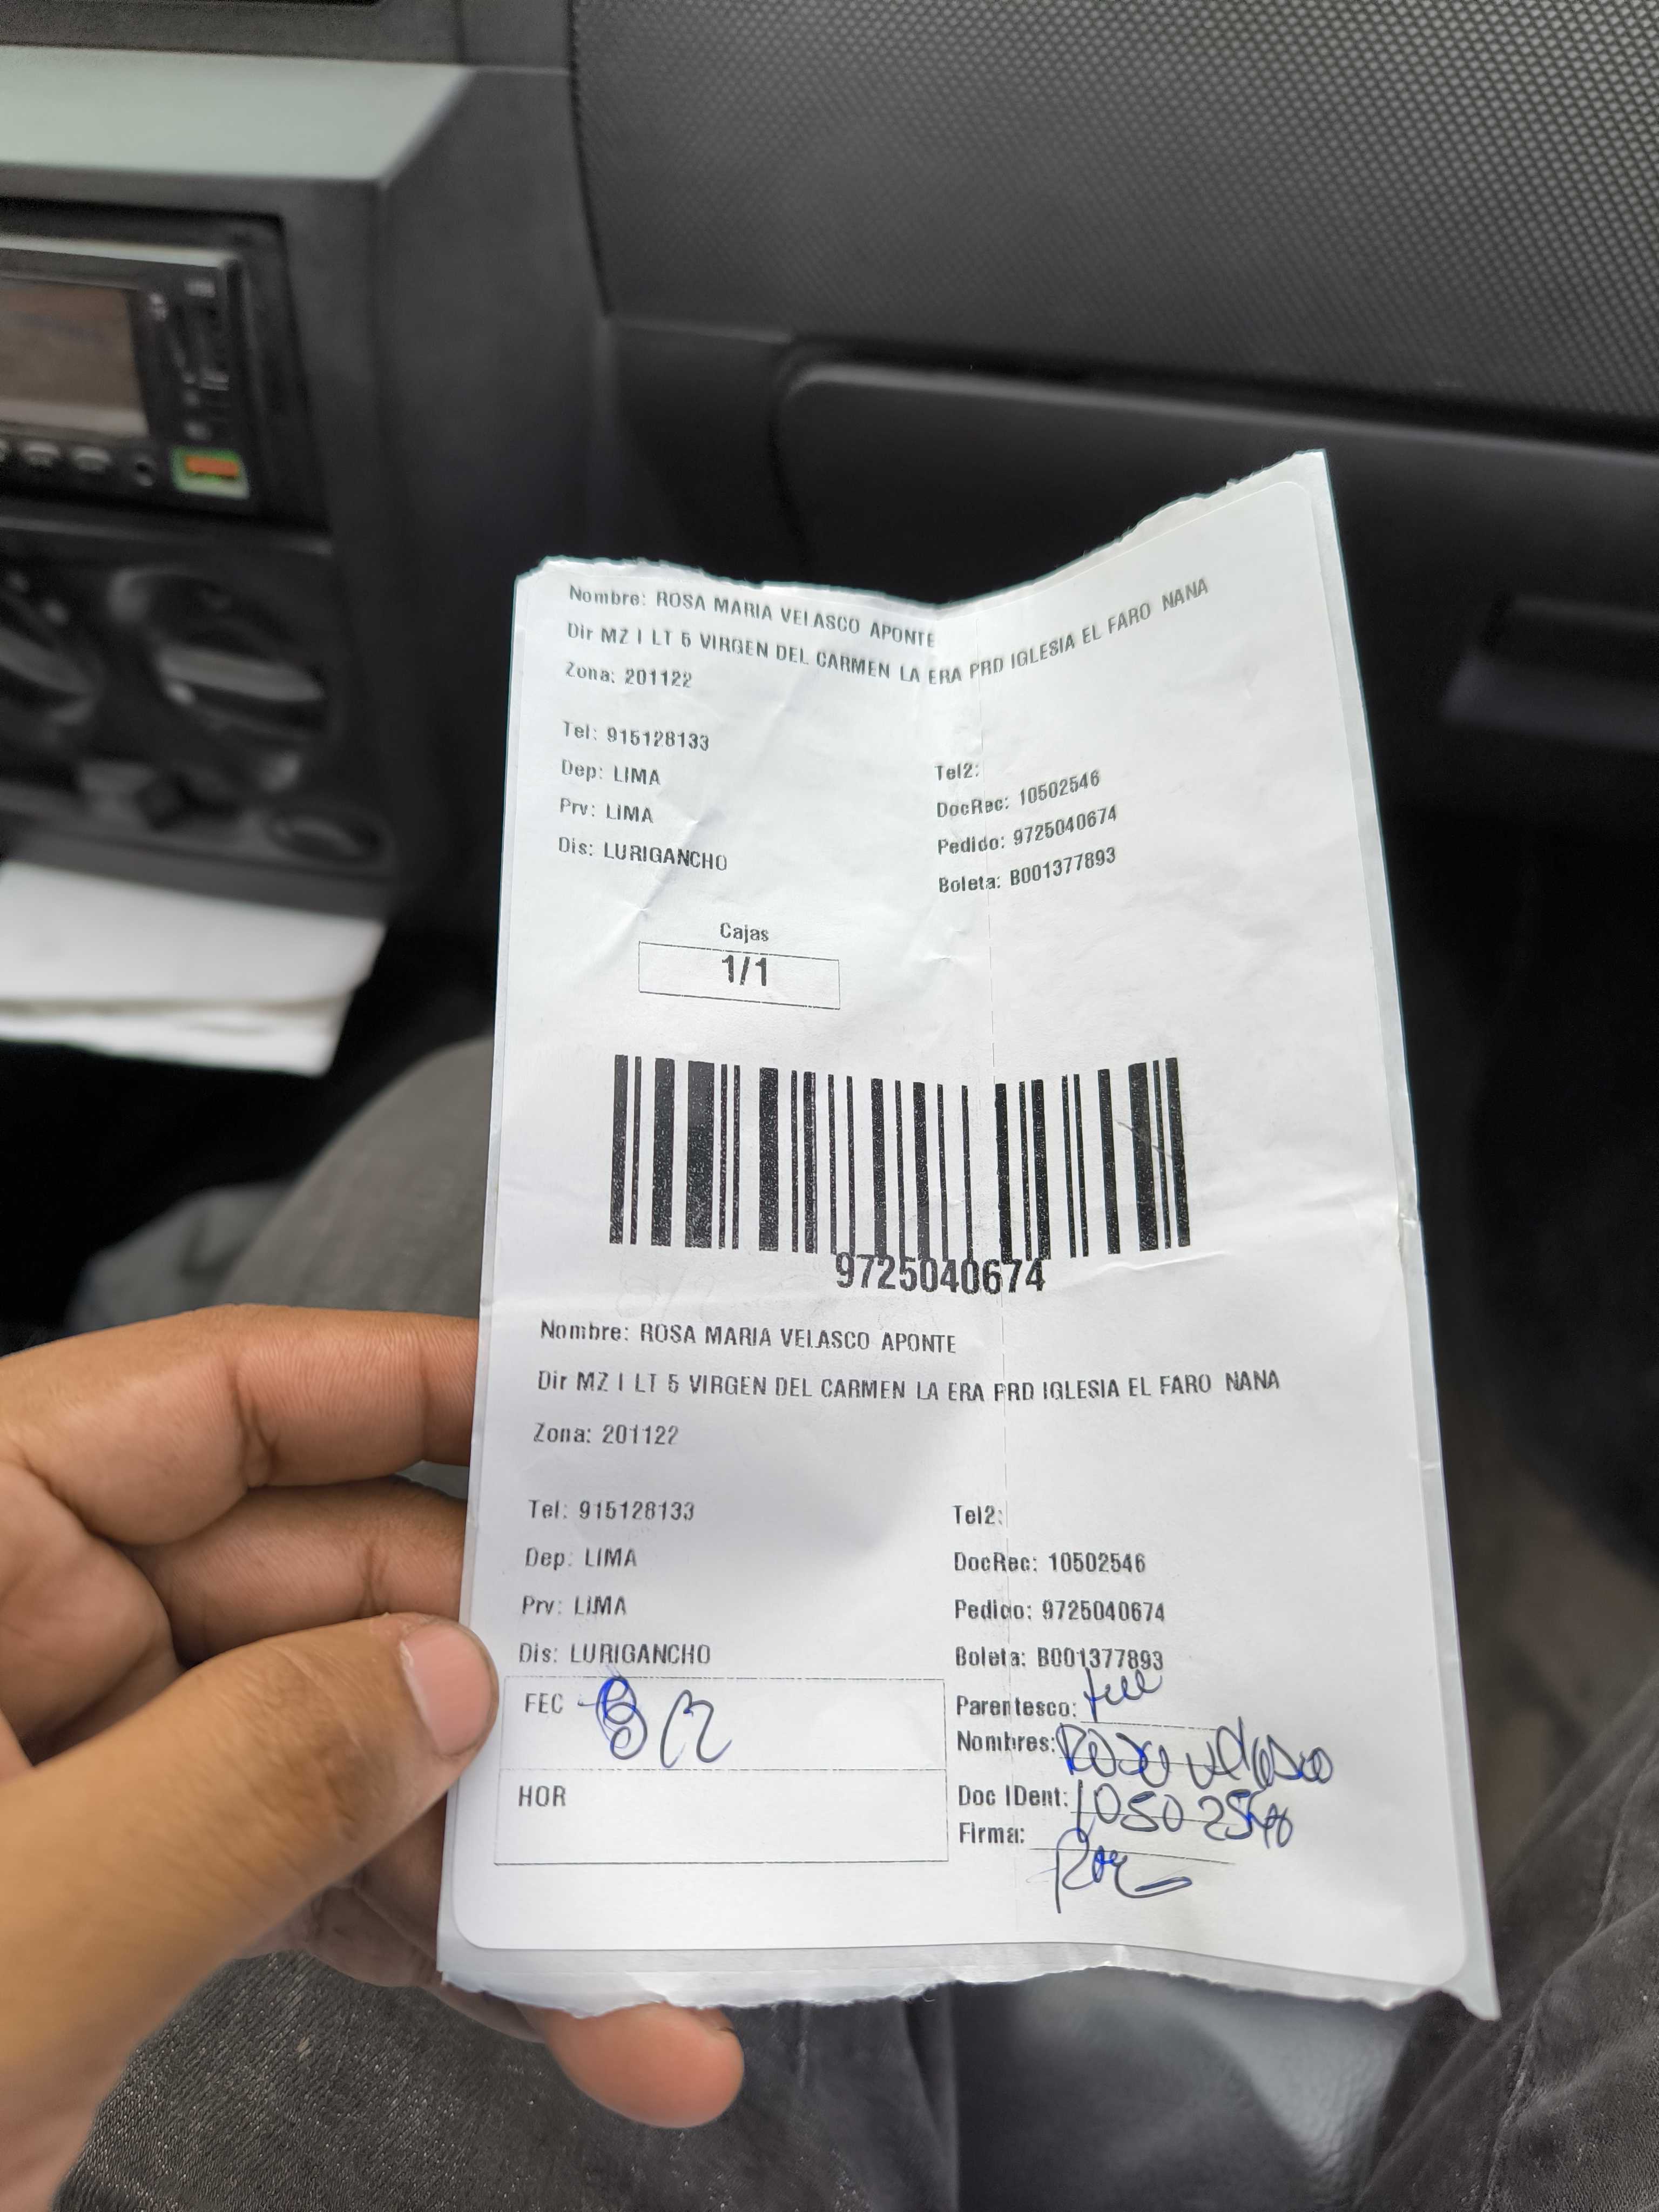 Nombre: ROSA MARIA VELASCO APONTE
Dir MZ I LT 5 VIRGEN DEL CARMEN LA ERA PRD IGLESIA EL FARO NANA
Zona: 201122
Tel: 915128133
Tel2:
Dep: LIMA
DocRec: 10502546
Prv: LIMA
Pedido: 9725040674
Dis: LURIGANCHO
Boleta: B001377893
Cajas
1/1
9725040674
Nombre: ROSA MARIA VELASCO APONTE
Dir MZ I LT 5 VIRGEN DEL CARMEN LA ERA PRD IGLESIA EL FARO NANA
Zona: 201122
Tel: 915128133
Tel2:
Dep: LIMA
DocRec: 10502546
Prv: LIMA
Pedido: 9725040674
Dis: LURIGANCHO
Boleta: B001377893
FEC
Parentesco:
Nombres: Rosa Velasco
HOR
Doc IDent: 10502546
Firma: